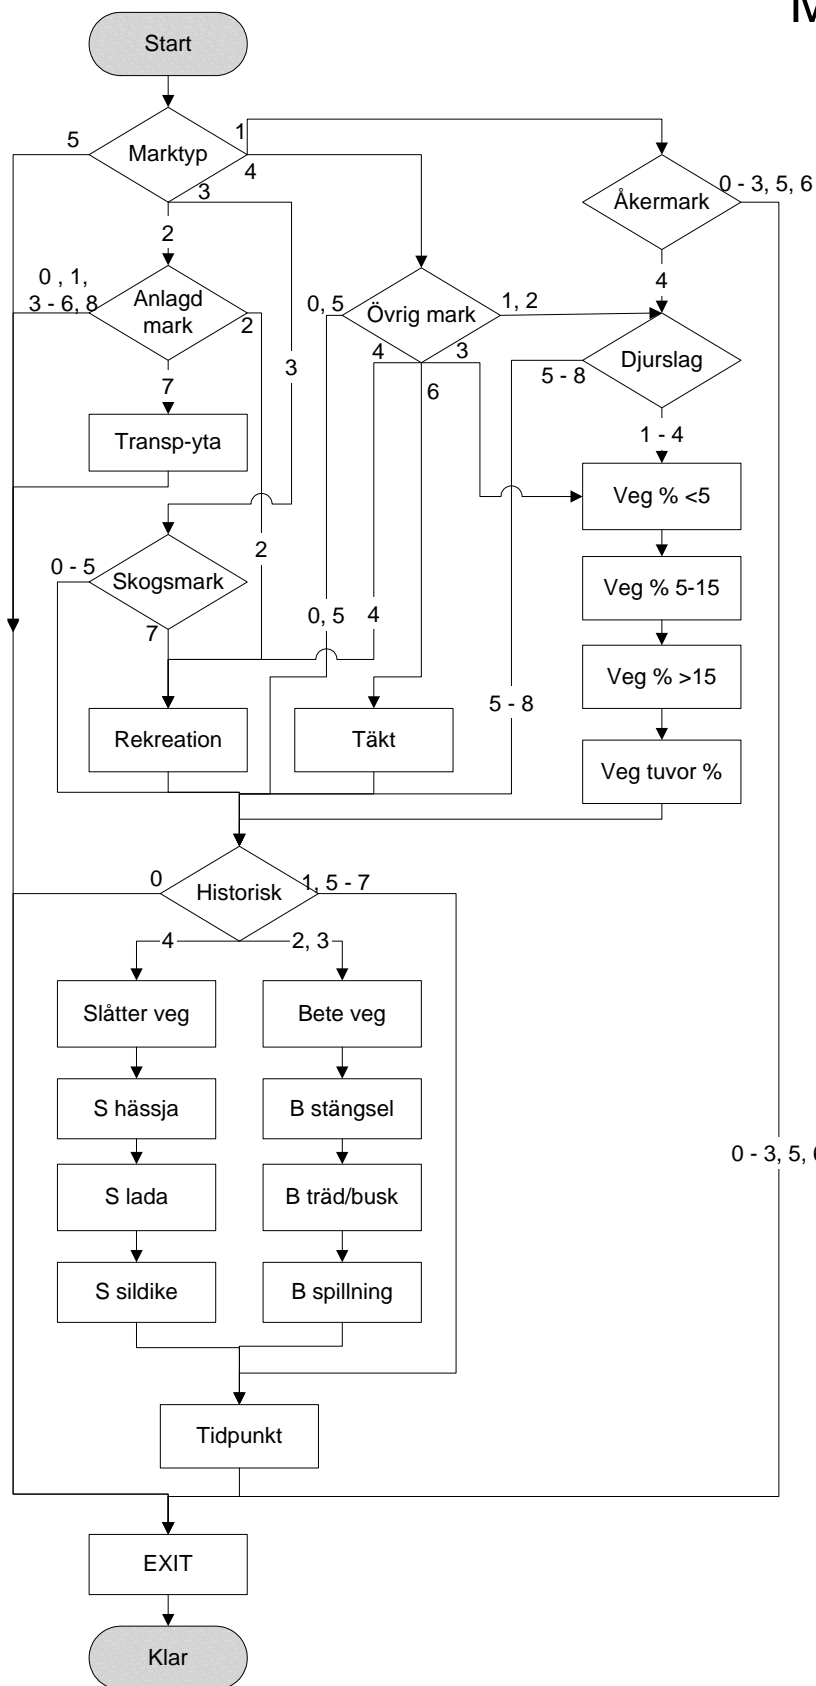 M
Start
5
Marktyp
1
4
3
2
Åkermark
0 - 3, 5, 6
4
0 , 1,
3 - 6, 8
Anlagd
mark
2
7
3
0, 5
Övrig mark
1, 2
4
3
6
Djurslag
5 - 8
1 - 4
Transp-yta
Veg % <5
2
0 - 5
Skogsmark
7
0, 5
4
Veg % 5-15
Veg % >15
5 - 8
Rekreation
Täkt
Veg tuvor %
0
Historisk
1, 5 - 7
4
2, 3
Slåtter veg
Bete veg
S hässja
B stängsel
0 - 3, 5, 6
S lada
B träd/busk
S sildike
B spillning
Tidpunkt
EXIT
Klar